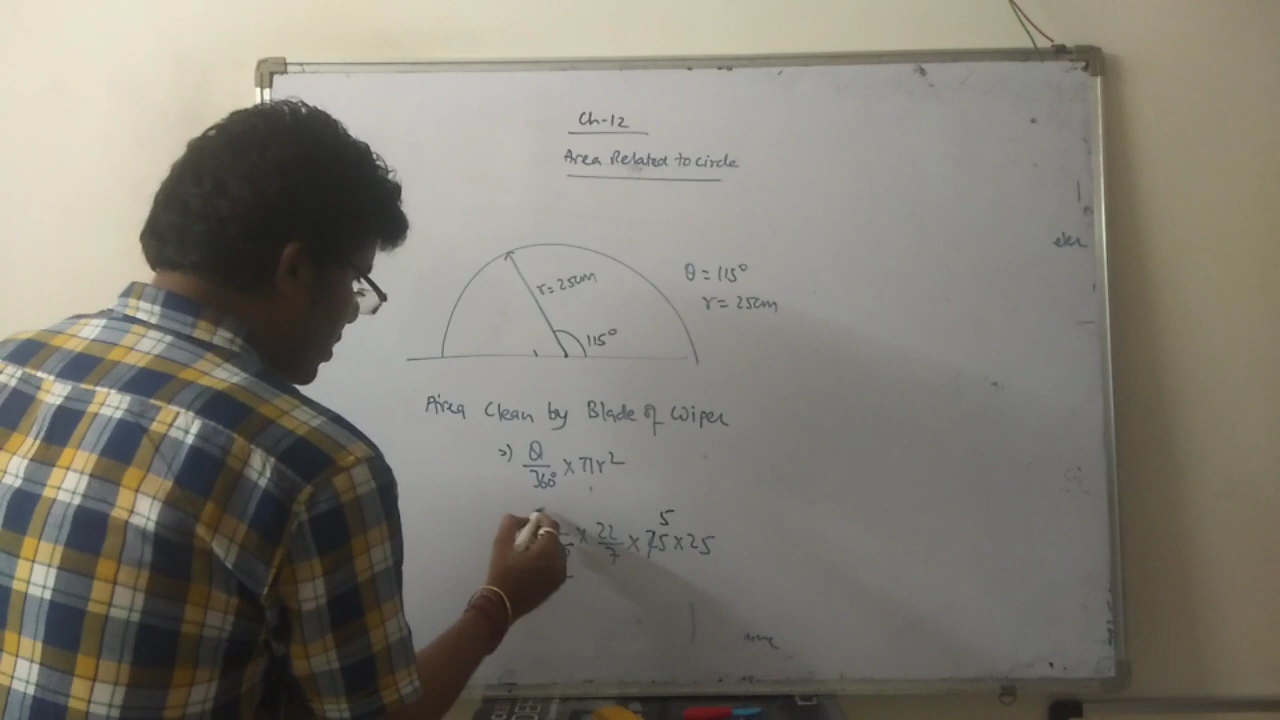 Ch-12
Area Related to circle
θ = 115°
r = 25cm
r = 25cm
115°
Area Clean by Blade of Wiper
⇒ θ/360° × πr²
× 22/7 × 25 × 25
5